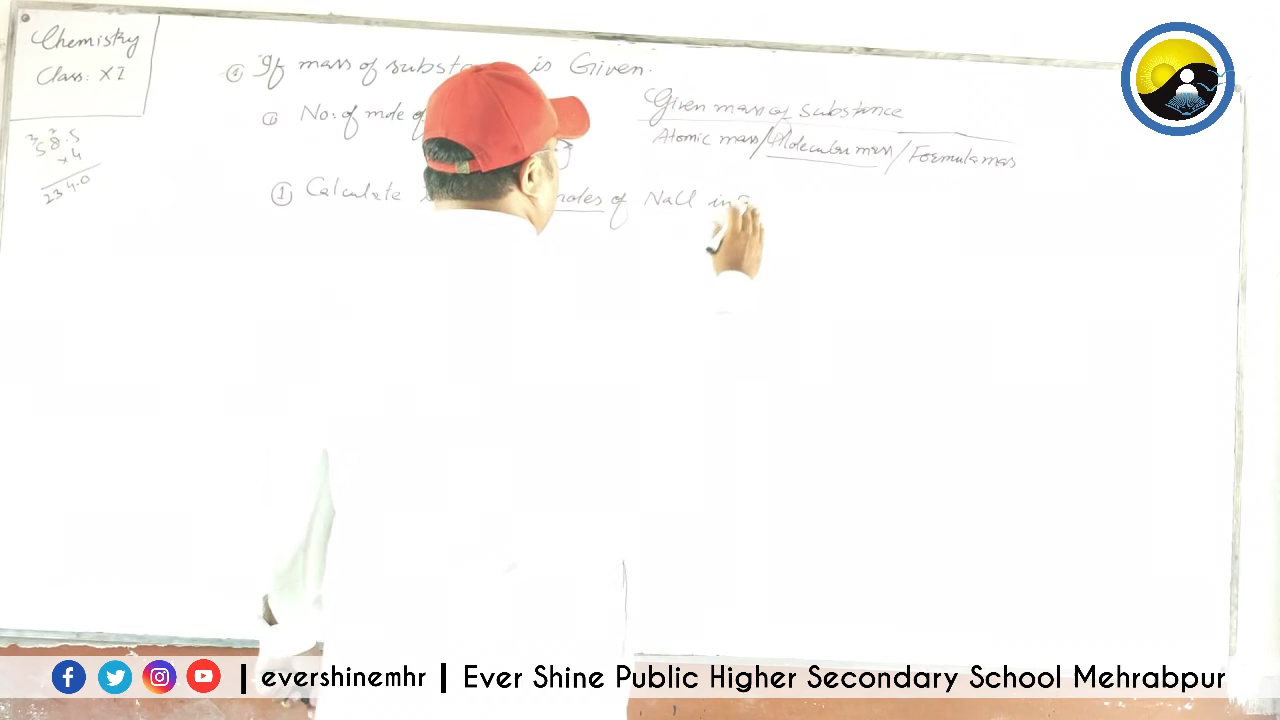 Chemistry
Class: XI
58.5
×4
234.0
If mass of substa is Given.
① No: of mole of
Given mass of substance
Atomic mass/Molecular mass/Formula mass
① Calculate moles of NaCl in
| evershinemhr | Ever Shine Public Higher Secondary School Mehrabpur